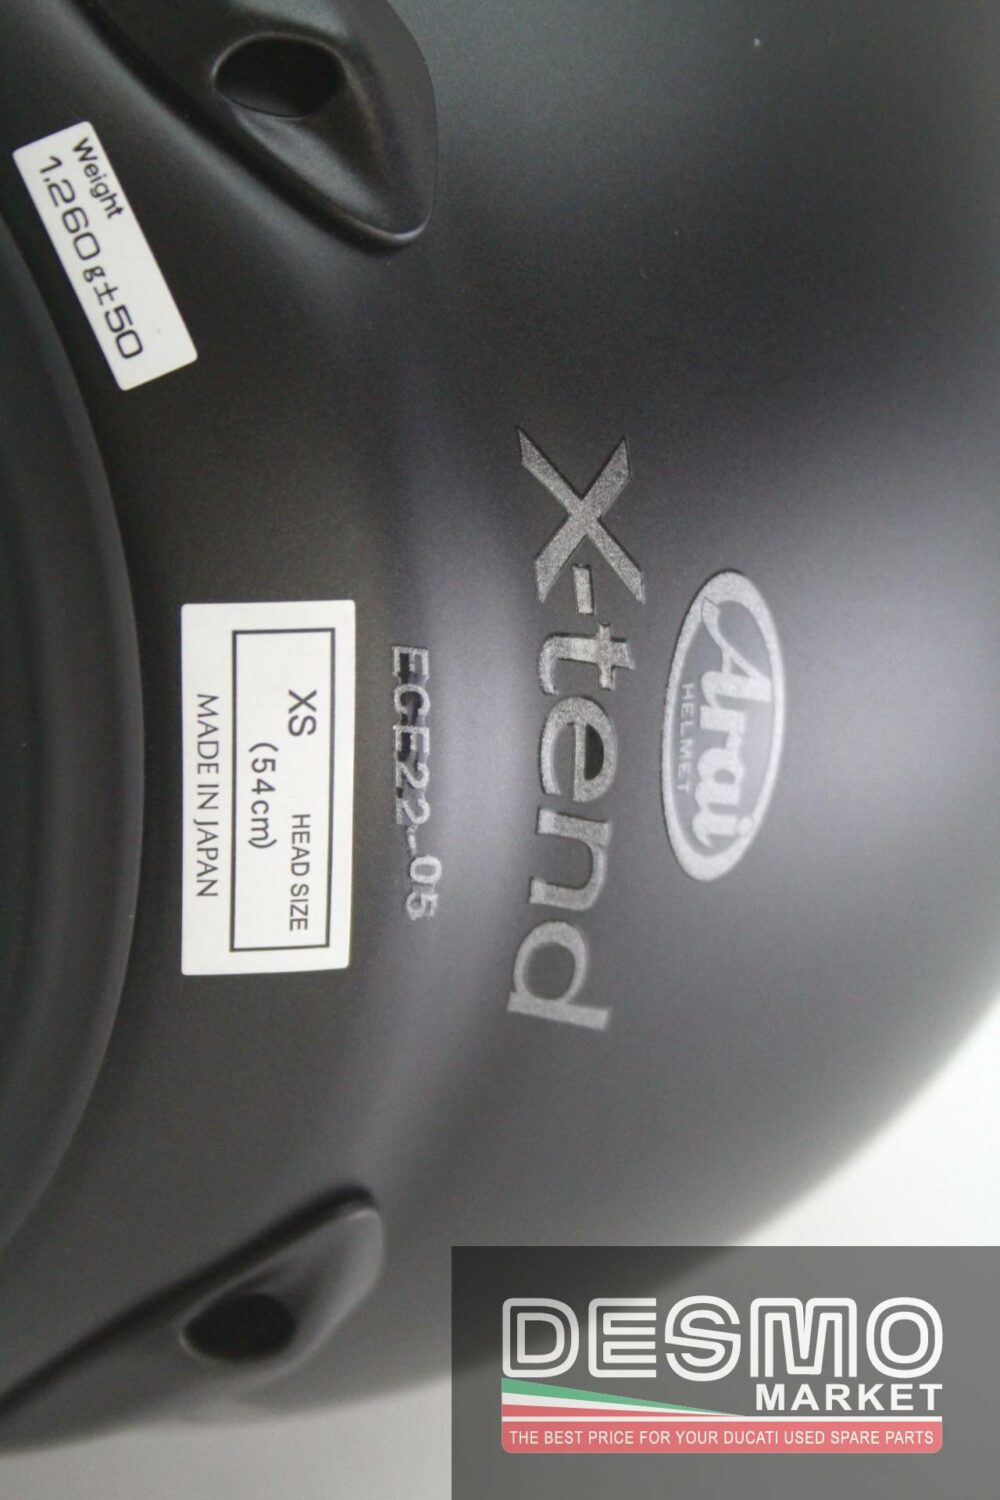 Weight
1,260 g±50
Arai
HELMET
X-tend
ECE22-05
XS HEAD SIZE
(54cm)
MADE IN JAPAN
DESMO
MARKET
THE BEST PRICE FOR YOUR DUCATI USED SPARE PARTS